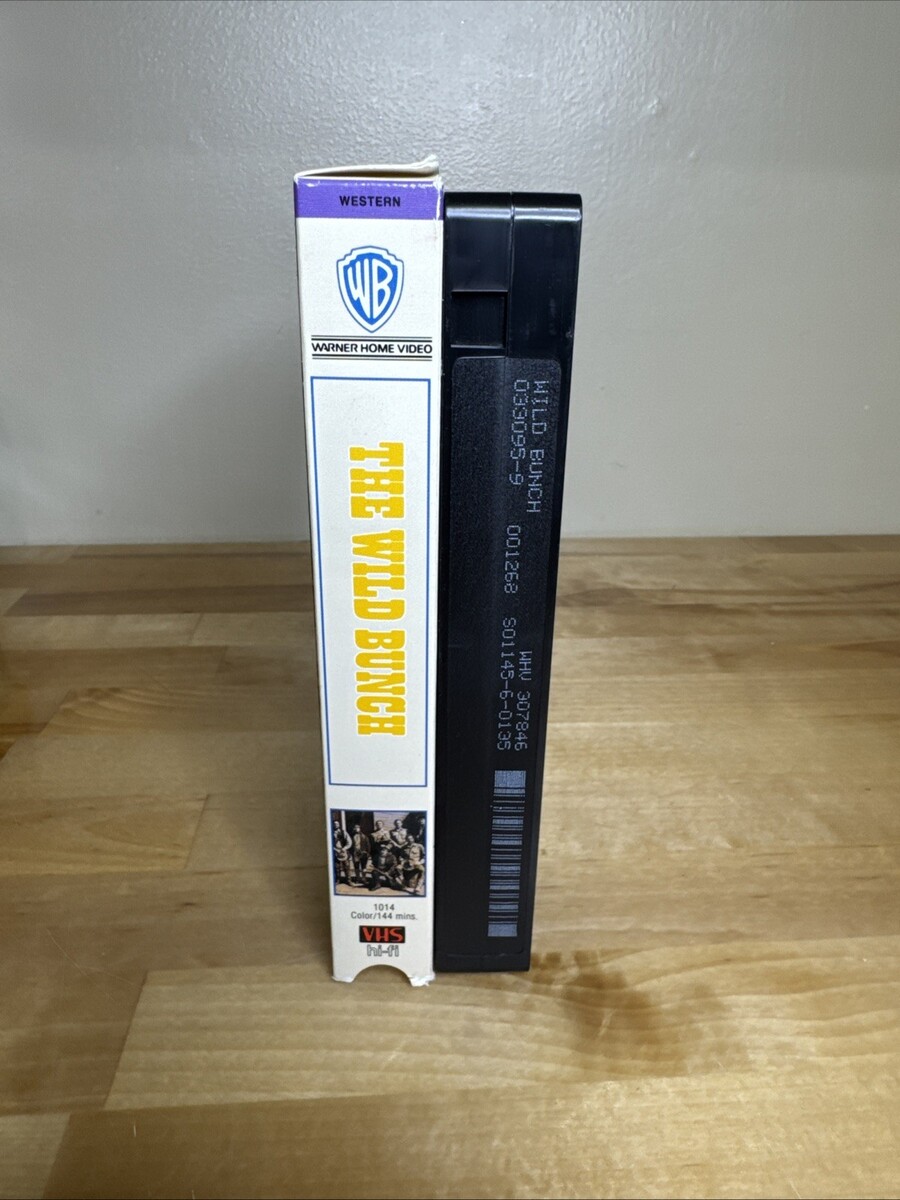 WESTERN
WB
WARNER HOME VIDEO
THE WILD BUNCH
1014
Color/144 mins.
VHS
hi-fi
WILD BUNCH
033095-9 001268 S01145-6-0135
WHV 307846